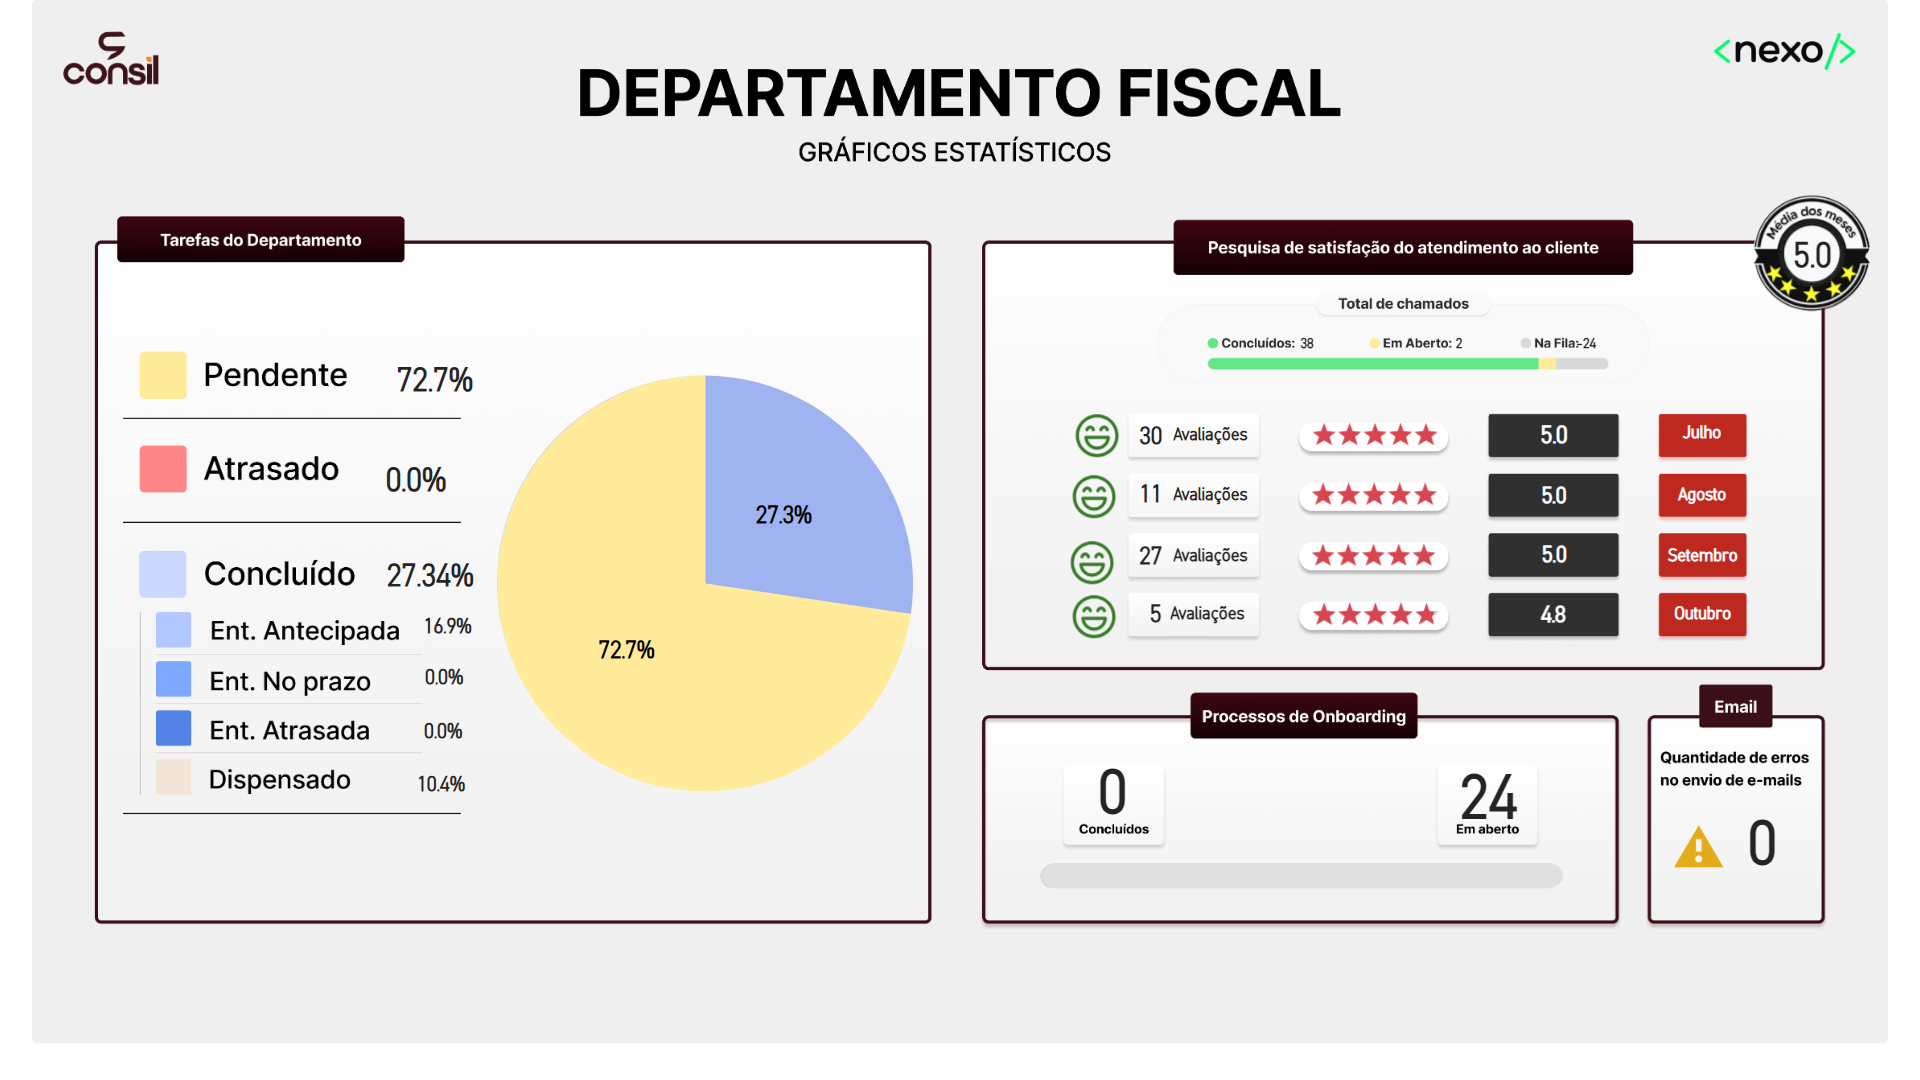 consil
<nexo/>
DEPARTAMENTO FISCAL
GRÁFICOS ESTATÍSTICOS
Tarefas do Departamento
Pendente 72.7%
Atrasado 0.0%
Concluído 27.34%
Ent. Antecipada 16.9%
Ent. No prazo 0.0%
Ent. Atrasada 0.0%
Dispensado 10.4%
27.3%
72.7%
Pesquisa de satisfação do atendimento ao cliente
Média dos meses
5.0
Total de chamados
Concluídos: 38 Em Aberto: 2 Na Fila:-24
30 Avaliações 5.0 Julho
11 Avaliações 5.0 Agosto
27 Avaliações 5.0 Setembro
5 Avaliações 4.8 Outubro
Processos de Onboarding
0
Concluídos
24
Em aberto
Email
Quantidade de erros
no envio de e-mails
0